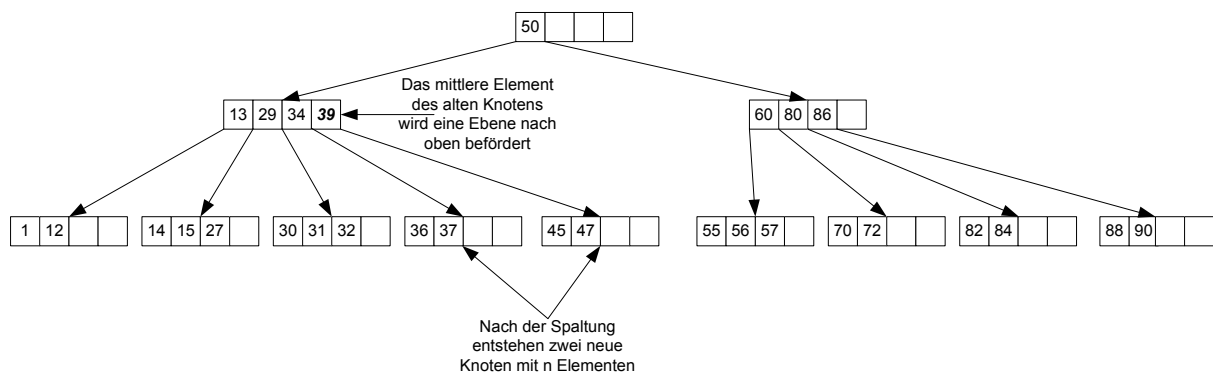 50
Das mittlere Element
des alten Knotens
wird eine Ebene nach
oben befördert
13 29 34 39
60 80 86
1 12
14 15 27
30 31 32
36 37
45 47
55 56 57
70 72
82 84
88 90
Nach der Spaltung
entstehen zwei neue
Knoten mit n Elementen